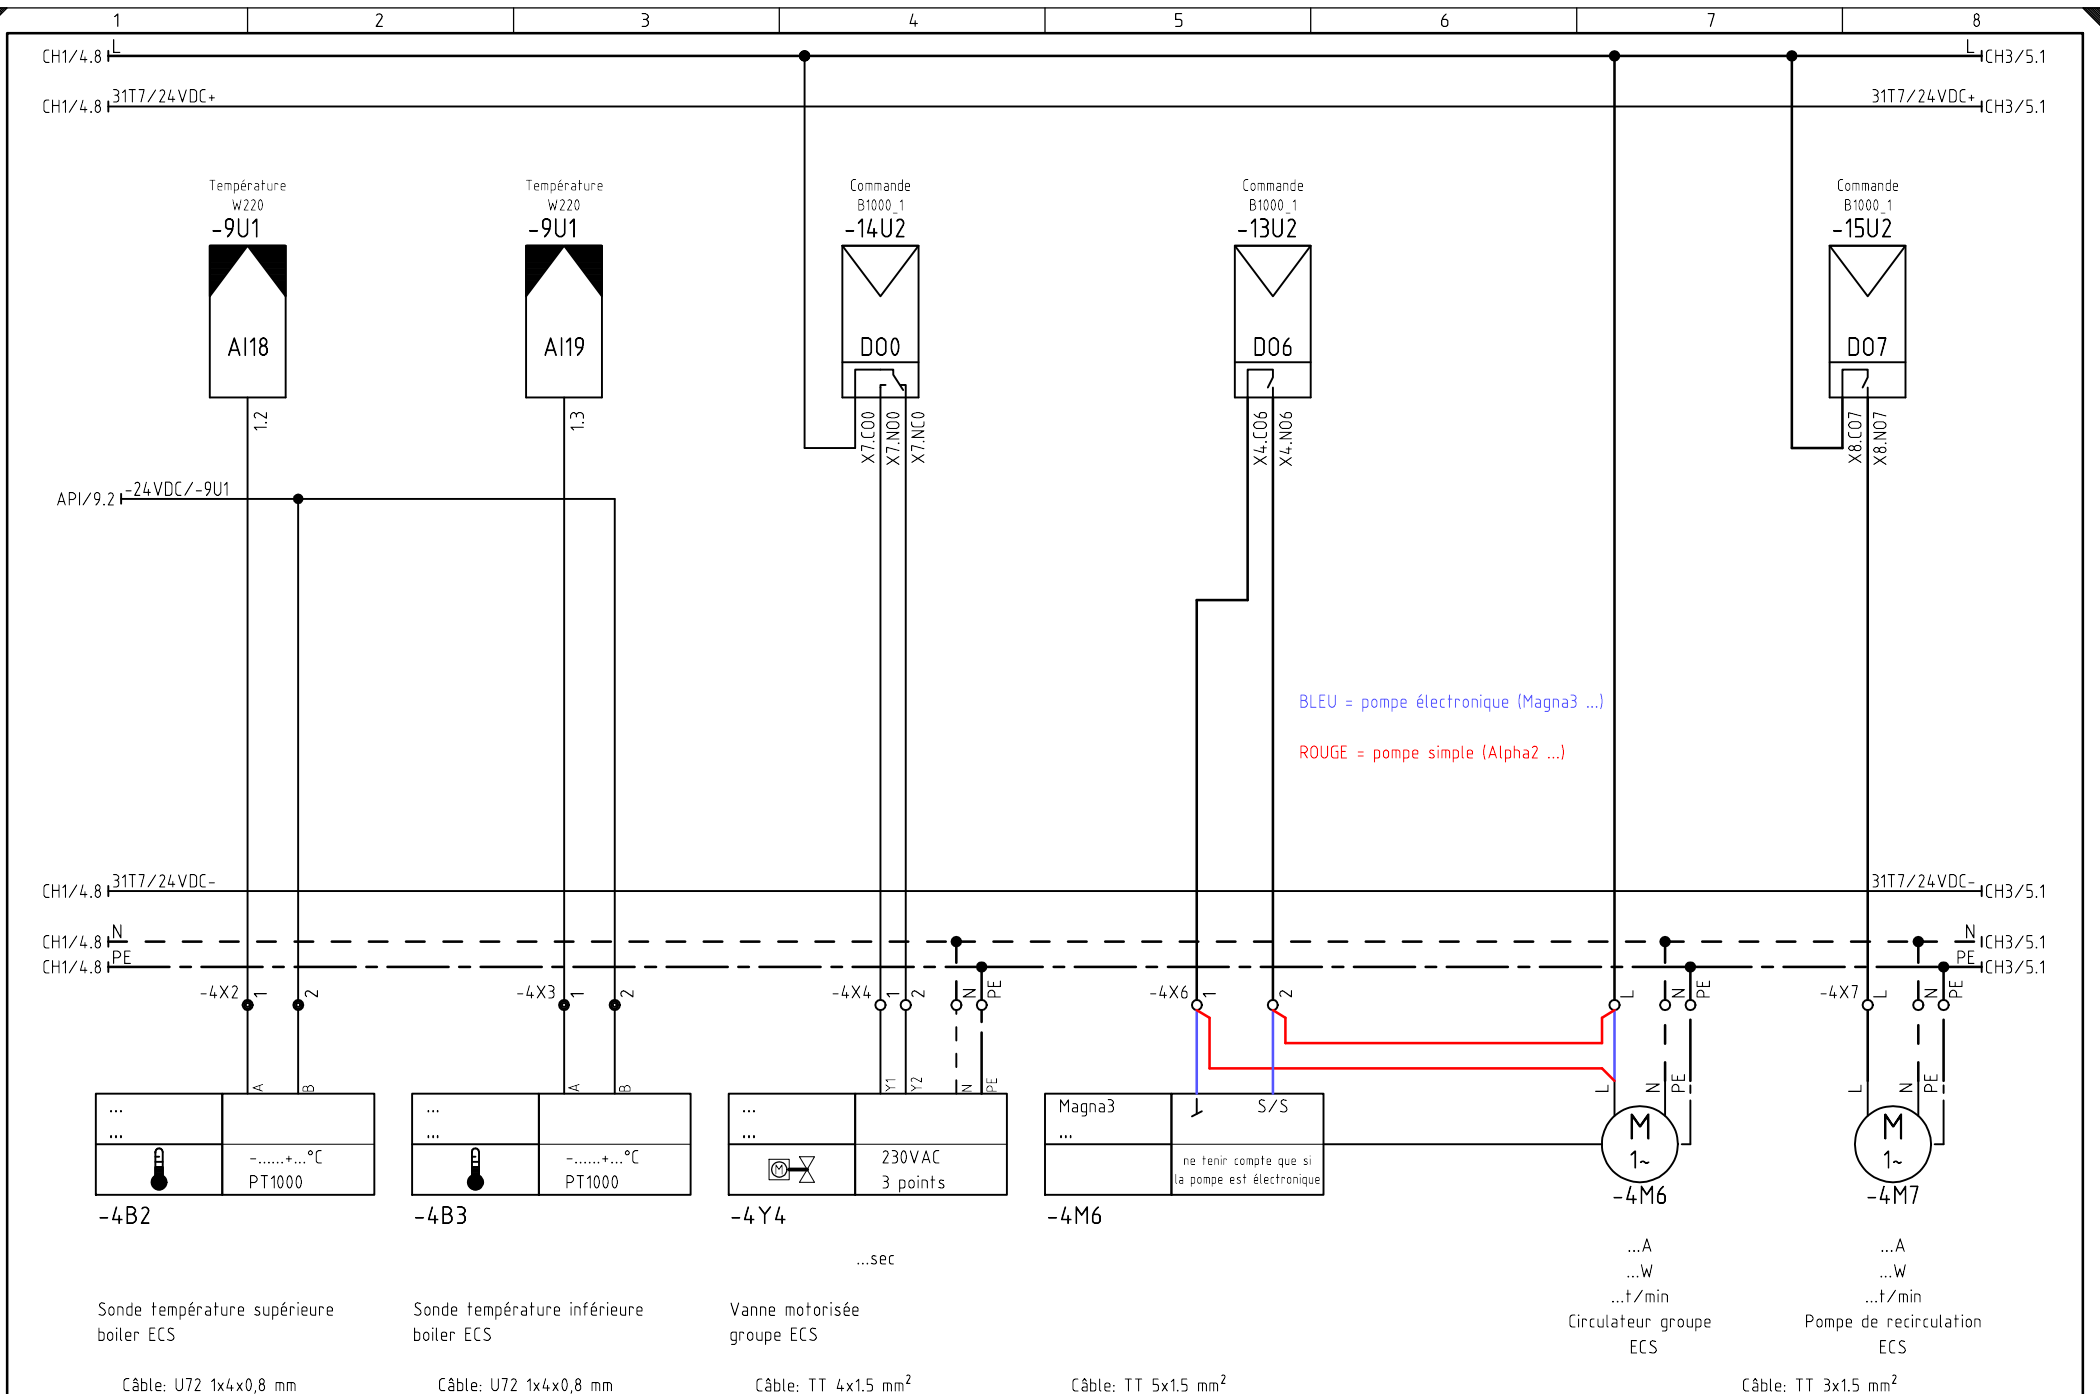 1 2 3 4 5 6 7 8
CH1/4.8 L L CH3/5.1
CH1/4.8 31T7/24VDC+ 31T7/24VDC+ CH3/5.1
Température
W220
-9U1
AI18
1.2
Température
W220
-9U1
AI19
1.3
Commande
B1000_1
-14U2
DO0
X7.CO0
X7.NO0
X7.NC0
Commande
B1000_1
-13U2
DO6
X4.CO6
X4.NO6
Commande
B1000_1
-15U2
DO7
X8.CO7
X8.NO7
API/9.2 -24VDC/-9U1
BLEU = pompe électronique (Magna3 ...)
ROUGE = pompe simple (Alpha2 ...)
CH1/4.8 31T7/24VDC- 31T7/24VDC- CH3/5.1
CH1/4.8 N N CH3/5.1
CH1/4.8 PE PE CH3/5.1
-4X2 1 2
-4X3 1 2
-4X4 1 2 N PE
-4X6 1 2 L N PE
-4X7 L N PE
A B
A B
Y1 Y2 N PE
L N PE
L N PE
...
...
-......+...°C
PT1000
-4B2
...
...
-......+...°C
PT1000
-4B3
...
...
M
230VAC
3 points
-4Y4
...sec
Magna3
...
S/S
ne tenir compte que si
la pompe est électronique
-4M6
M
1~
-4M6
...A
...W
...t/min
Circulateur groupe
ECS
M
1~
-4M7
...A
...W
...t/min
Pompe de recirculation
ECS
Sonde température supérieure
boiler ECS
Sonde température inférieure
boiler ECS
Vanne motorisée
groupe ECS
Câble: U72 1x4x0,8 mm
Câble: U72 1x4x0,8 mm
Câble: TT 4x1.5 mm²
Câble: TT 5x1.5 mm²
Câble: TT 3x1.5 mm²